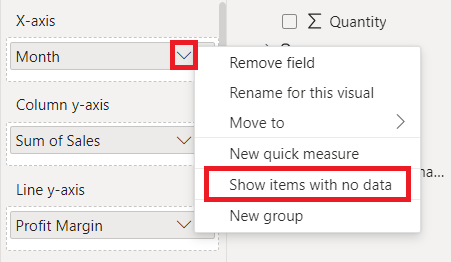 X-axis
Month
Column y-axis
Sum of Sales
Line y-axis
Profit Margin
Σ Quantity
Remove field
Rename for this visual
Move to
New quick measure
Show items with no data
New group
na...